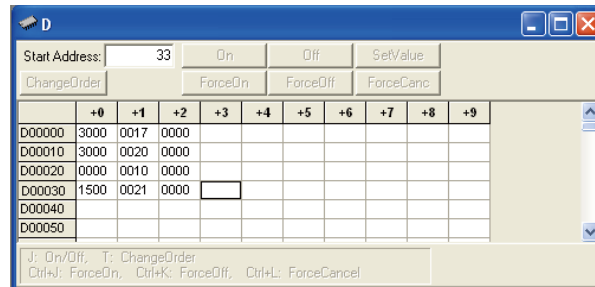 D
Start Address: 33 On Off SetValue
ChangeOrder ForceOn ForceOff ForceCanc
+0 +1 +2 +3 +4 +5 +6 +7 +8 +9
D00000 3000 0017 0000
D00010 3000 0020 0000
D00020 0000 0010 0000
D00030 1500 0021 0000
D00040
D00050
J: On/Off, T: ChangeOrder
Ctrl+J: ForceOn, Ctrl+K: ForceOff, Ctrl+L: ForceCancel